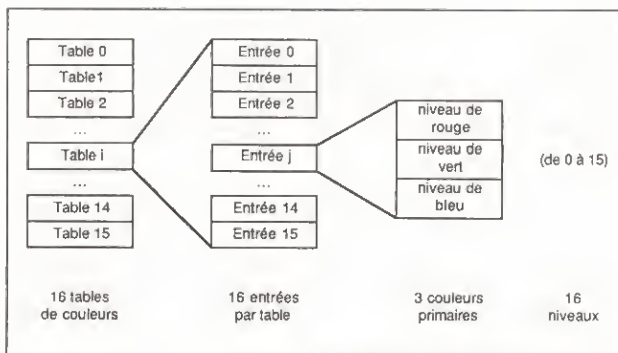 Table 0
Table1
Table 2
...
Table i
...
Table 14
Table 15
16 tables
de couleurs
Entrée 0
Entrée 1
Entrée 2
...
Entrée j
...
Entrée 14
Entrée 15
16 entrées
par table
niveau de
rouge
niveau de
vert
niveau de
bleu
3 couleurs
primaires
(de 0 à 15)
16
niveaux